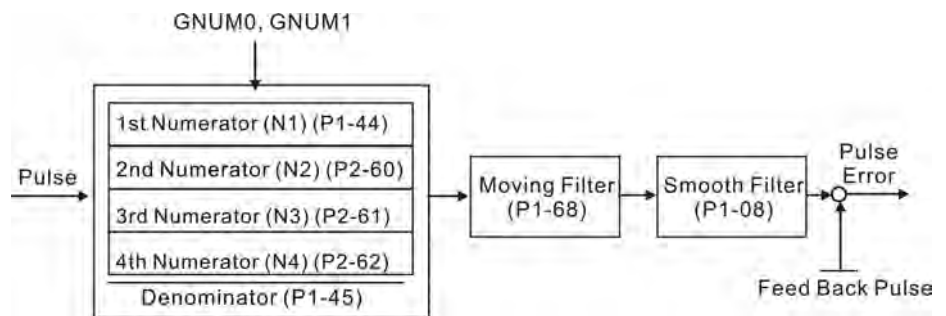 GNUM0, GNUM1
1st Numerator (N1) (P1-44)
2nd Numerator (N2) (P2-60)
3rd Numerator (N3) (P2-61)
4th Numerator (N4) (P2-62)
Denominator (P1-45)
Pulse
Moving Filter
(P1-68)
Smooth Filter
(P1-08)
Pulse
Error
Feed Back Pulse